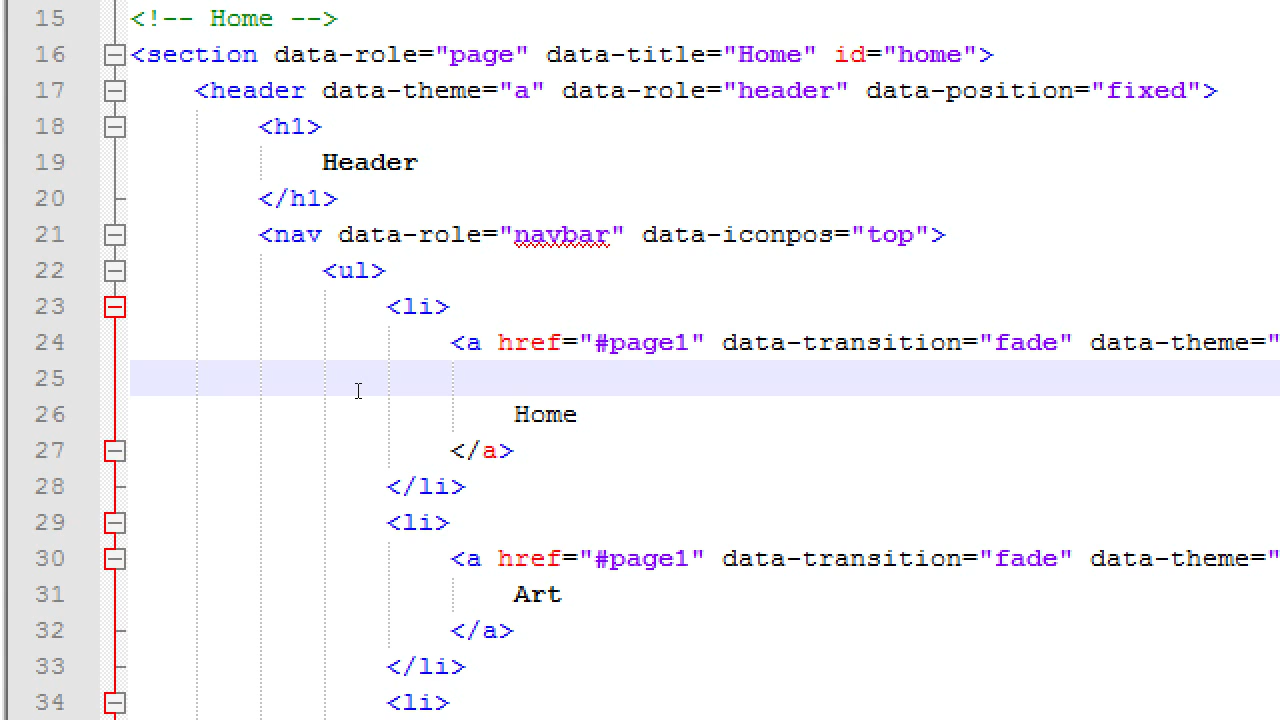 15 <!-- Home -->
16 <section data-role="page" data-title="Home" id="home">
17 <header data-theme="a" data-role="header" data-position="fixed">
18 <h1>
19 Header
20 </h1>
21 <nav data-role="navbar" data-iconpos="top">
22 <ul>
23 <li>
24 <a href="#page1" data-transition="fade" data-theme="
25
26 Home
27 </a>
28 </li>
29 <li>
30 <a href="#page1" data-transition="fade" data-theme="
31 Art
32 </a>
33 </li>
34 <li>